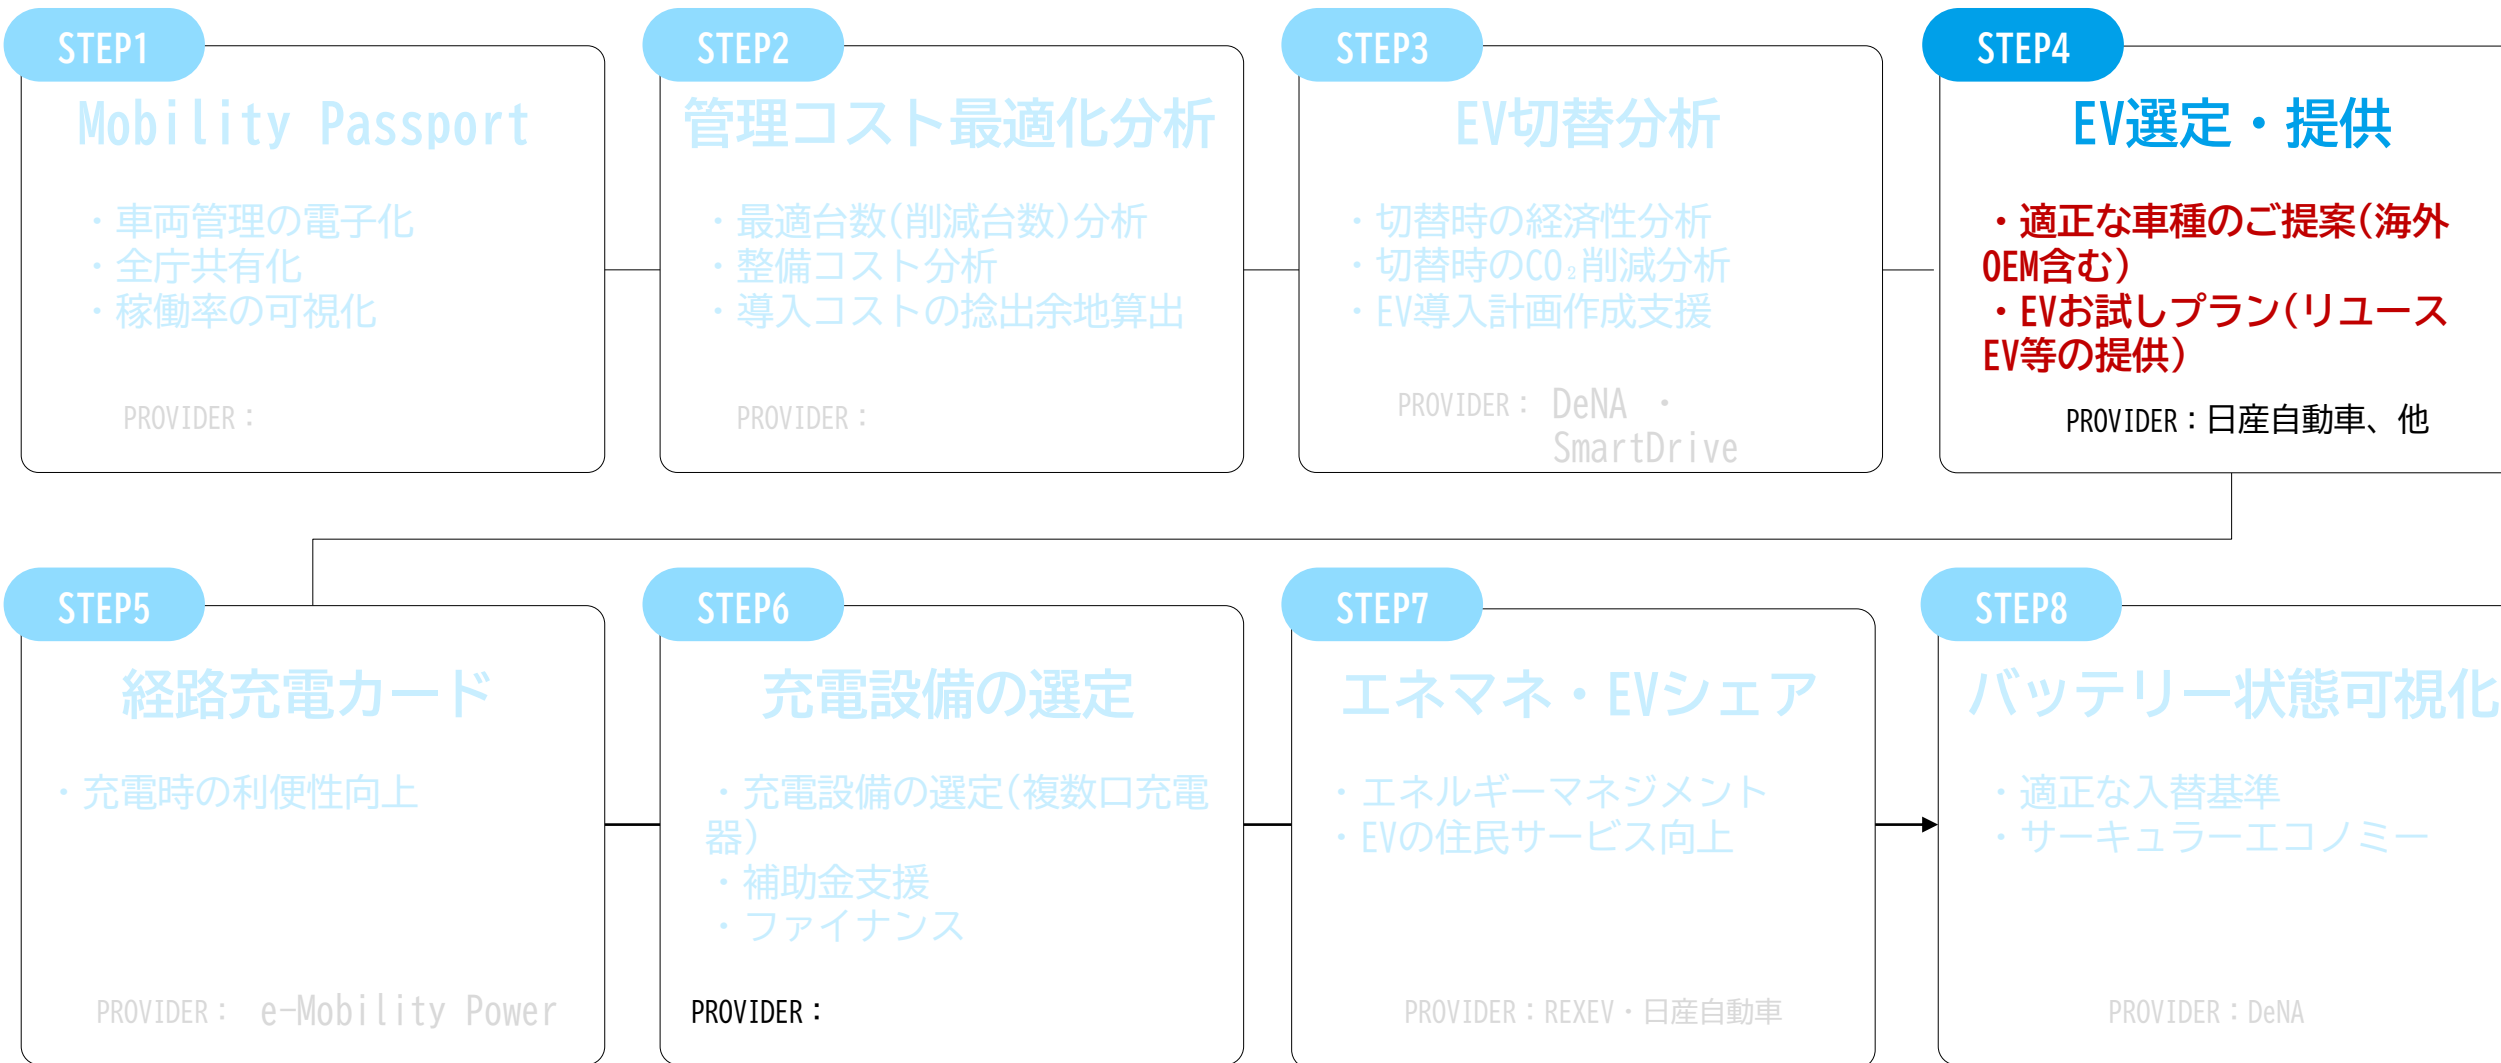 STEP1
Mobility Passport
・車両管理の電子化
・全庁共有化
・稼働率の可視化
PROVIDER：
STEP2
管理コスト最適化分析
・最適台数(削減台数)分析
・整備コスト分析
・導入コストの捻出余地算出
PROVIDER：
STEP3
EV切替分析
・切替時の経済性分析
・切替時のCO₂削減分析
・EV導入計画作成支援
PROVIDER： DeNA ・
SmartDrive
STEP4
EV選定・提供
・適正な車種のご提案(海外
OEM含む)
・EVお試しプラン(リユース
EV等の提供)
PROVIDER：日産自動車、他
STEP5
経路充電カード
・充電時の利便性向上
PROVIDER： e-Mobility Power
STEP6
充電設備の選定
・充電設備の選定(複数口充電
器)
・補助金支援
・ファイナンス
PROVIDER：
STEP7
エネマネ・EVシェア
・エネルギーマネジメント
・EVの住民サービス向上
PROVIDER：REXEV・日産自動車
STEP8
バッテリー状態可視化
・適正な入替基準
・サーキュラーエコノミー
PROVIDER：DeNA